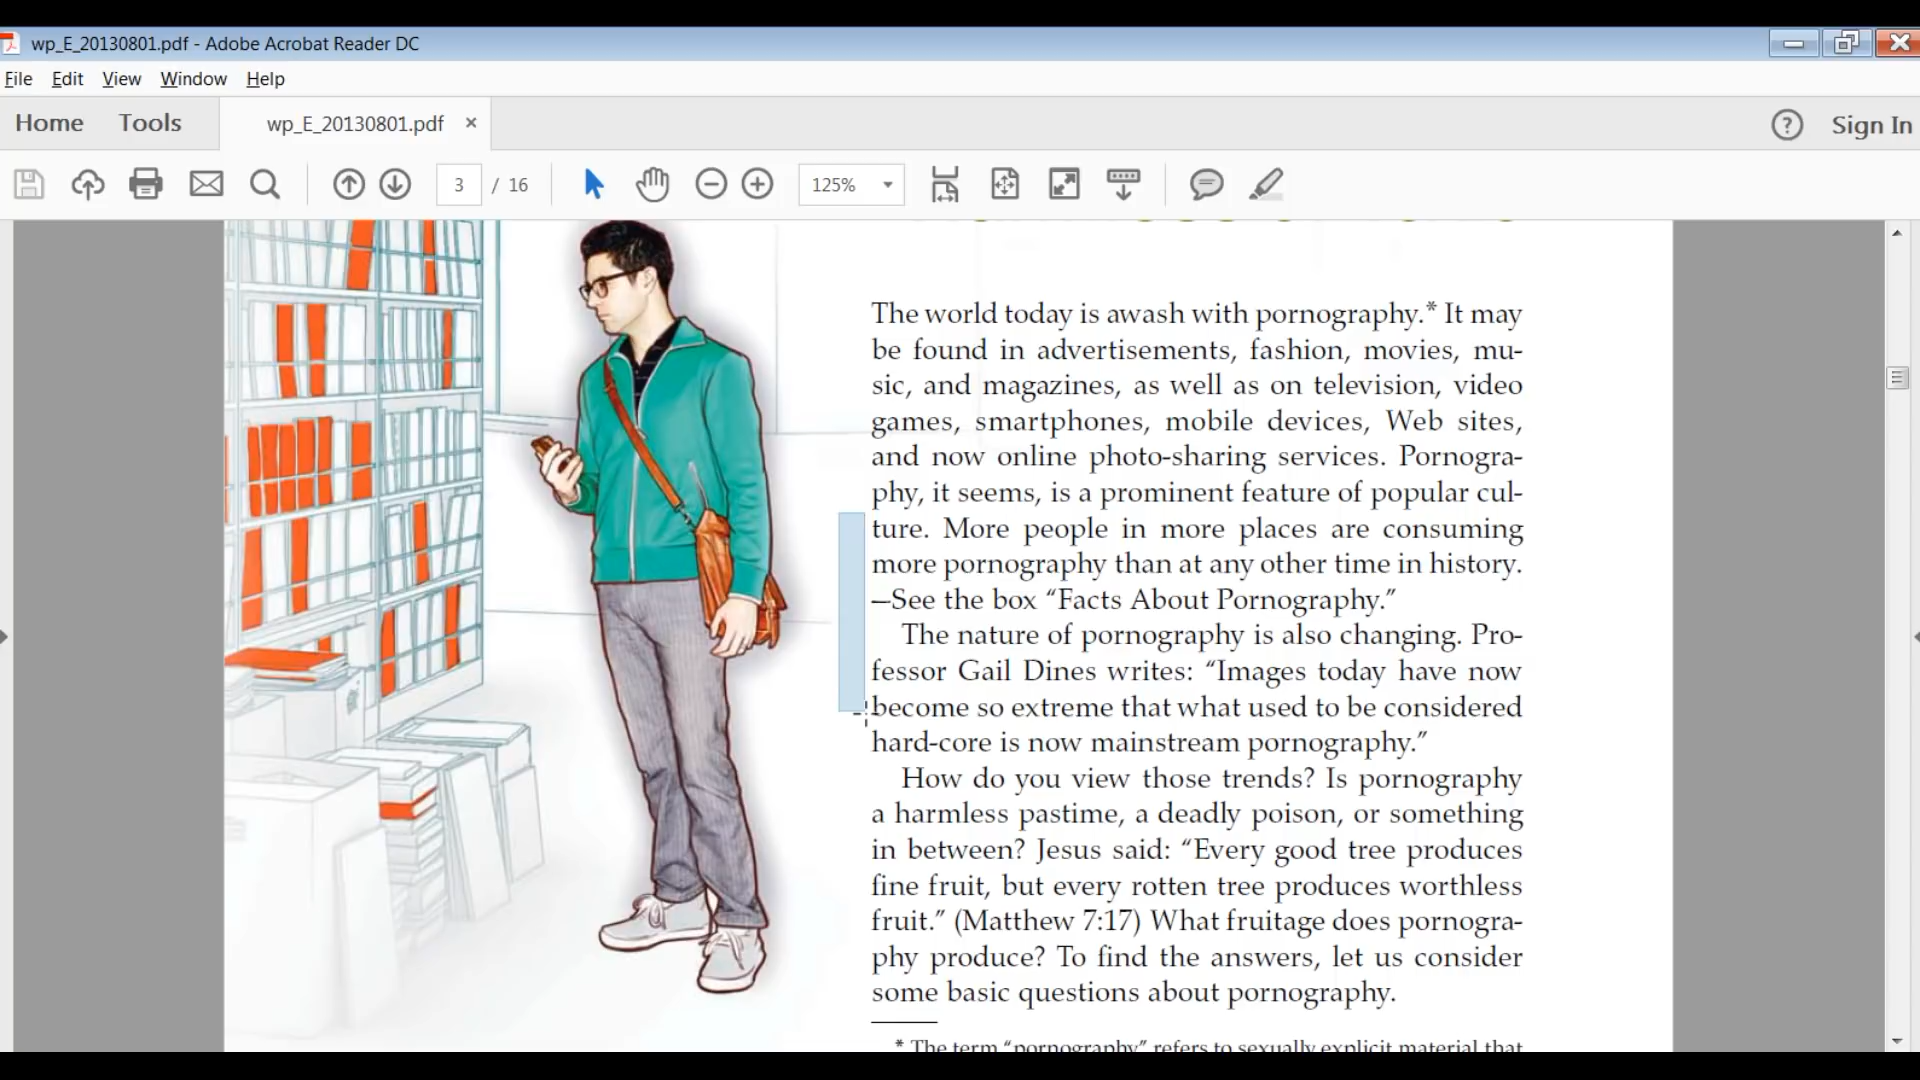 wp_E_20130801.pdf - Adobe Acrobat Reader DC
File Edit View Window Help
Home Tools wp_E_20130801.pdf × ? Sign In
3 / 16 125%
The world today is awash with pornography.* It may
be found in advertisements, fashion, movies, mu-
sic, and magazines, as well as on television, video
games, smartphones, mobile devices, Web sites,
and now online photo-sharing services. Pornogra-
phy, it seems, is a prominent feature of popular cul-
ture. More people in more places are consuming
more pornography than at any other time in history.
—See the box “Facts About Pornography.”
The nature of pornography is also changing. Pro-
fessor Gail Dines writes: “Images today have now
become so extreme that what used to be considered
hard-core is now mainstream pornography.”
How do you view those trends? Is pornography
a harmless pastime, a deadly poison, or something
in between? Jesus said: “Every good tree produces
fine fruit, but every rotten tree produces worthless
fruit.” (Matthew 7:17) What fruitage does pornogra-
phy produce? To find the answers, let us consider
some basic questions about pornography.
* The term “pornography” refers to sexually explicit material that